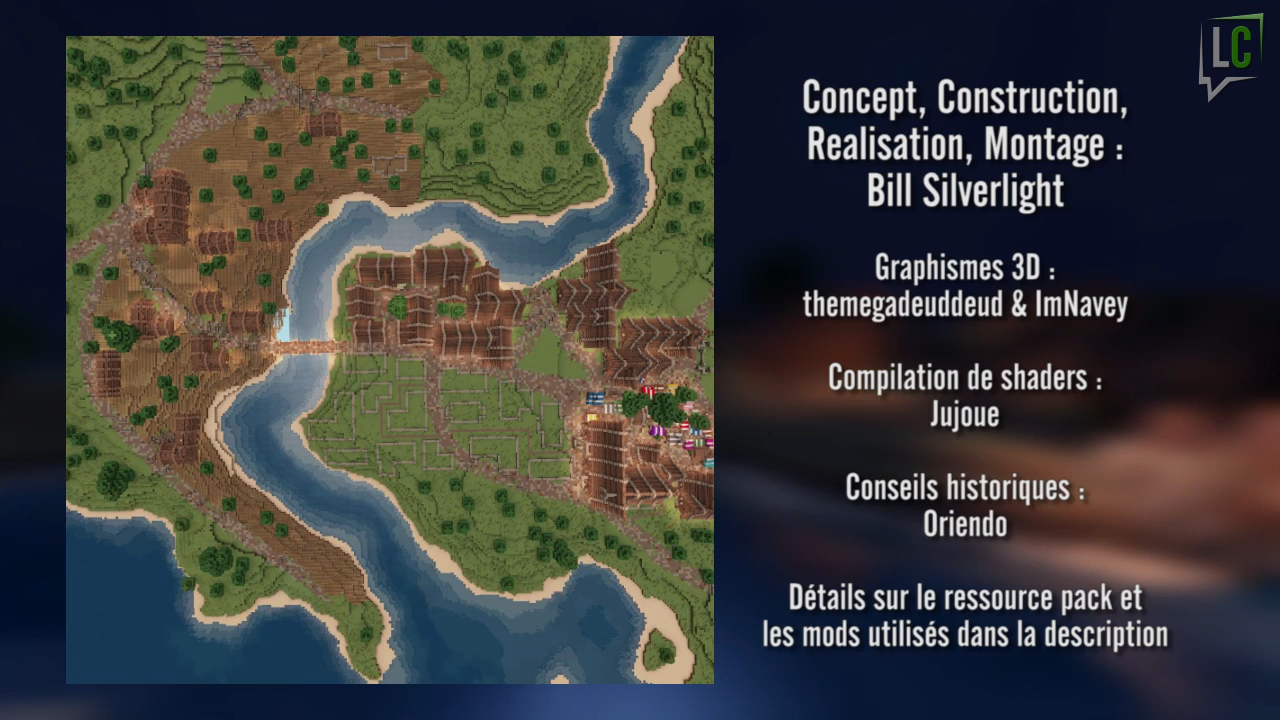 LC
Concept, Construction,
Realisation, Montage :
Bill Silverlight
Graphismes 3D :
themegadeuddeud & ImNavey
Compilation de shaders :
Jujoue
Conseils historiques :
Oriendo
Détails sur le ressource pack et
les mods utilisés dans la description